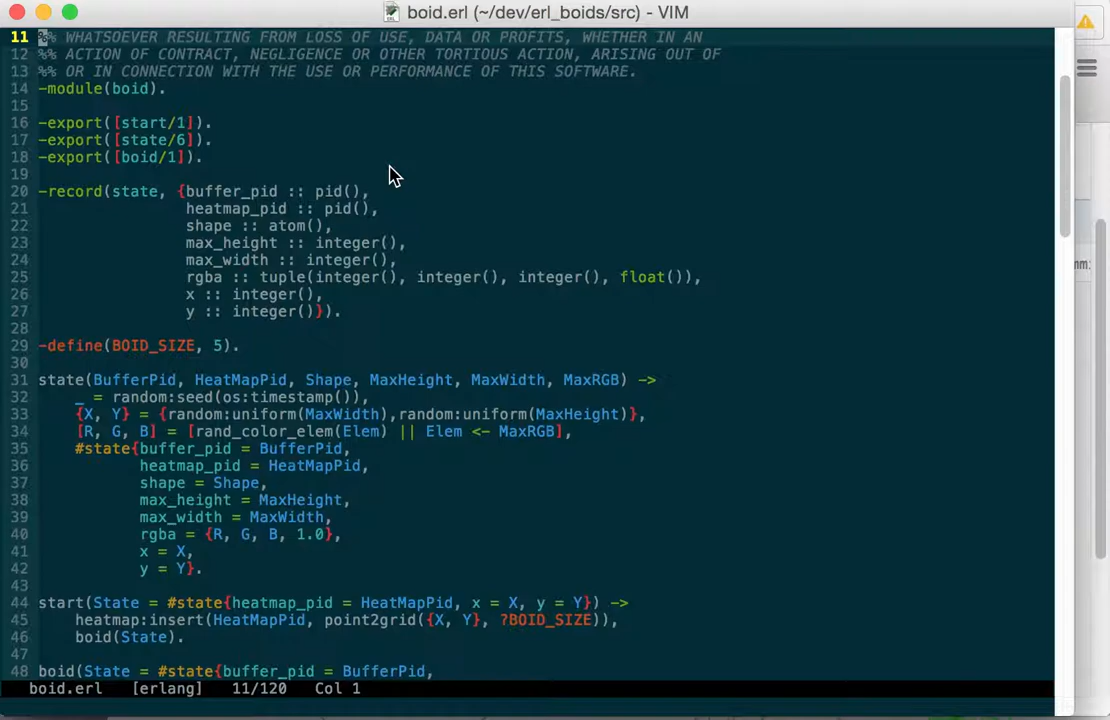 boid.erl (~/dev/erl_boids/src) - VIM
11 %% WHATSOEVER RESULTING FROM LOSS OF USE, DATA OR PROFITS, WHETHER IN AN
12 %% ACTION OF CONTRACT, NEGLIGENCE OR OTHER TORTIOUS ACTION, ARISING OUT OF
13 %% OR IN CONNECTION WITH THE USE OR PERFORMANCE OF THIS SOFTWARE.
14 -module(boid).
15
16 -export([start/1]).
17 -export([state/6]).
18 -export([boid/1]).
19
20 -record(state, {buffer_pid :: pid(),
21                 heatmap_pid :: pid(),
22                 shape :: atom(),
23                 max_height :: integer(),
24                 max_width :: integer(),
25                 rgba :: tuple(integer(), integer(), integer(), float()),
26                 x :: integer(),
27                 y :: integer()}).
28
29 -define(BOID_SIZE, 5).
30
31 state(BufferPid, HeatMapPid, Shape, MaxHeight, MaxWidth, MaxRGB) ->
32     _ = random:seed(os:timestamp()),
33     {X, Y} = {random:uniform(MaxWidth),random:uniform(MaxHeight)},
34     [R, G, B] = [rand_color_elem(Elem) || Elem <- MaxRGB],
35     #state{buffer_pid = BufferPid,
36            heatmap_pid = HeatMapPid,
37            shape = Shape,
38            max_height = MaxHeight,
39            max_width = MaxWidth,
40            rgba = {R, G, B, 1.0},
41            x = X,
42            y = Y}.
43
44 start(State = #state{heatmap_pid = HeatMapPid, x = X, y = Y}) ->
45     heatmap:insert(HeatMapPid, point2grid({X, Y}, ?BOID_SIZE)),
46     boid(State).
47
48 boid(State = #state{buffer_pid = BufferPid,
boid.erl [erlang] 11/120 Col 1